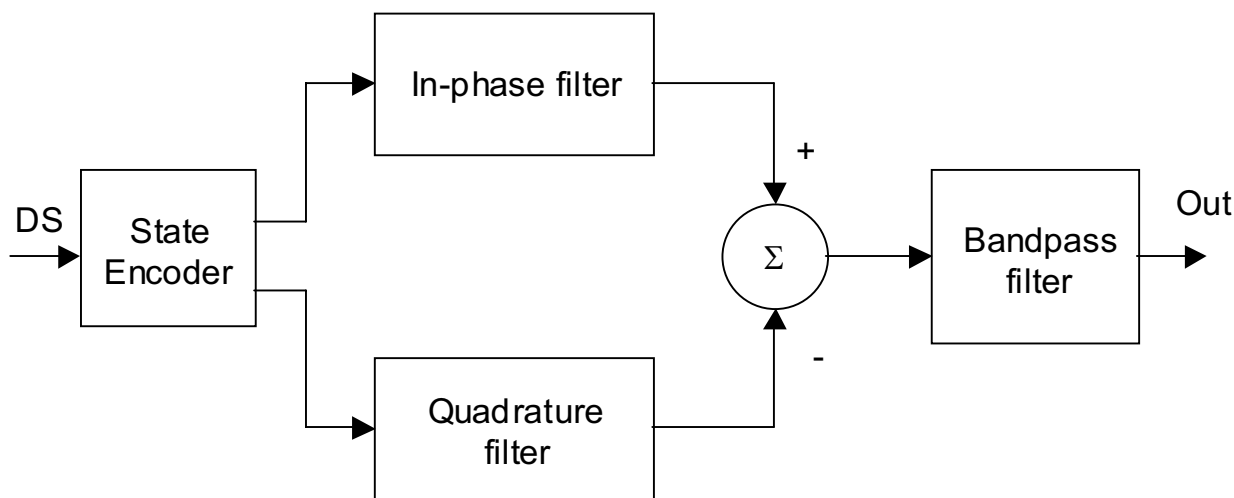 In-phase filter
+
DS
State
Encoder
Σ
Bandpass
filter
Out
-
Quadrature
filter